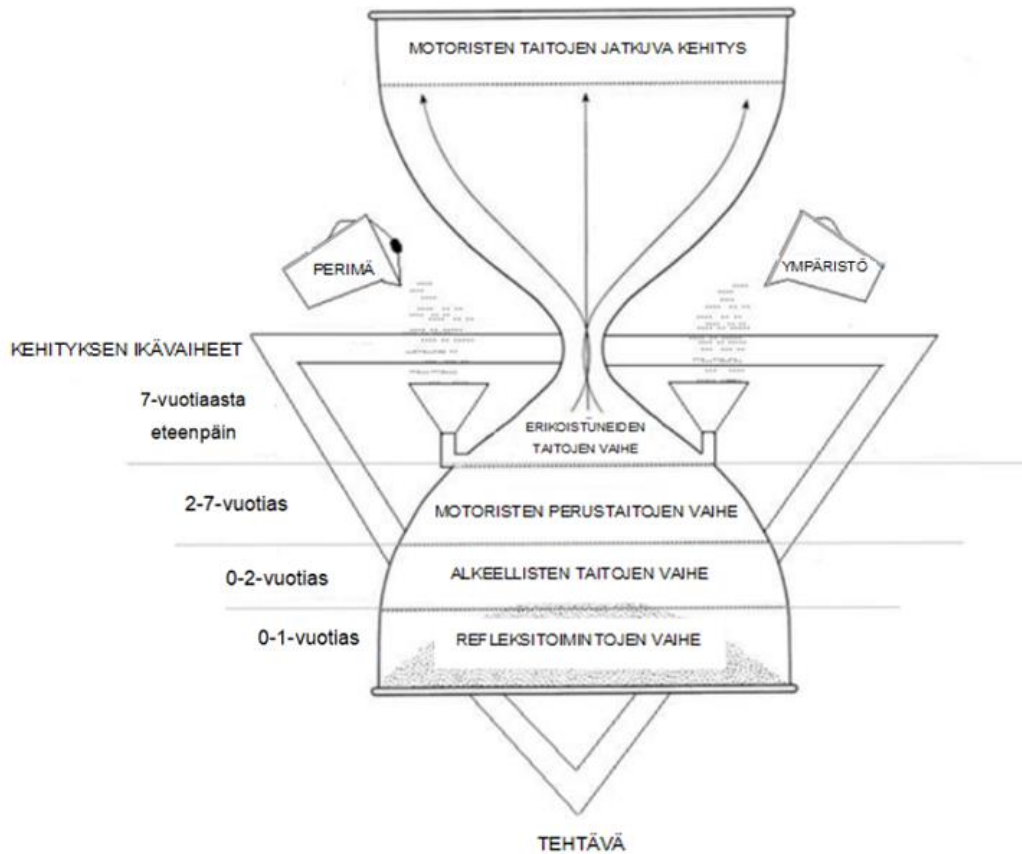 MOTORISTEN TAITOJEN JATKUVA KEHITYS
PERIMÄ
YMPÄRISTÖ
KEHITYKSEN IKÄVAIHEET
7-vuotiaasta
eteenpäin
ERIKOISTUNEIDEN
TAITOJEN VAIHE
2-7-vuotias
MOTORISTEN PERUSTAITOJEN VAIHE
0-2-vuotias
ALKEELLISTEN TAITOJEN VAIHE
0-1-vuotias
REFLEKSITOIMINTOJEN VAIHE
TEHTÄVÄ